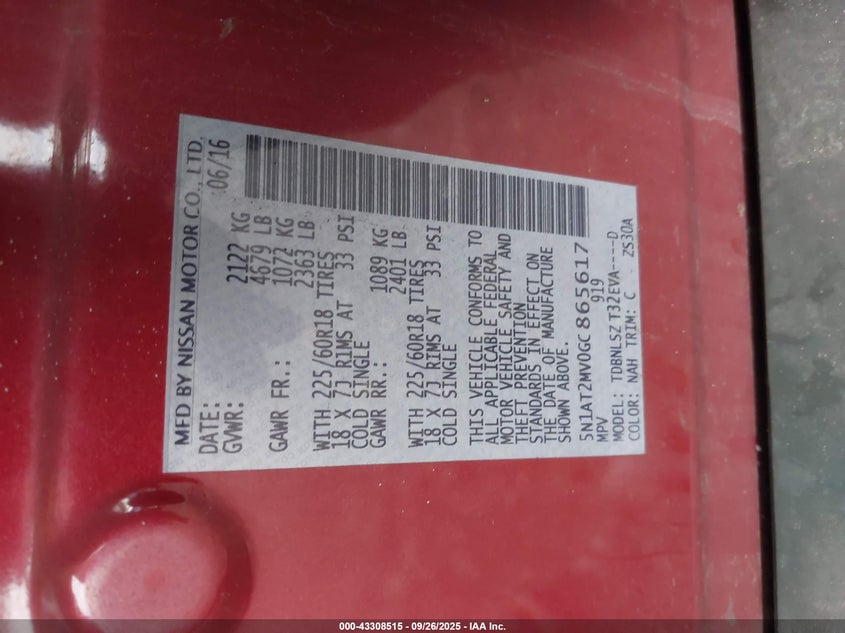 MFD BY NISSAN MOTOR CO., LTD.
DATE: 06/16
GVWR: 2122 KG
4679 LB
GAWR FR.: 1072 KG
2363 LB
WITH 225/60R18 TIRES
18 X 7J RIMS AT 33 PSI
COLD SINGLE
GAWR RR.: 1089 KG
2401 LB.
WITH 225/60R18 TIRES
18 X 7J RIMS AT 33 PSI
COLD SINGLE
THIS VEHICLE CONFORMS TO
ALL APPLICABLE FEDERAL
MOTOR VEHICLE SAFETY AND
THEFT PREVENTION
STANDARDS IN EFFECT ON
THE DATE OF MANUFACTURE
SHOWN ABOVE.
5N1AT2MV0GC865617
MPV 919
MODEL: TDBNLSZ T32EVA----D
COLOR: NAH TRIM: C ZS30A
000-43308515 - 09/26/2025 - IAA Inc.